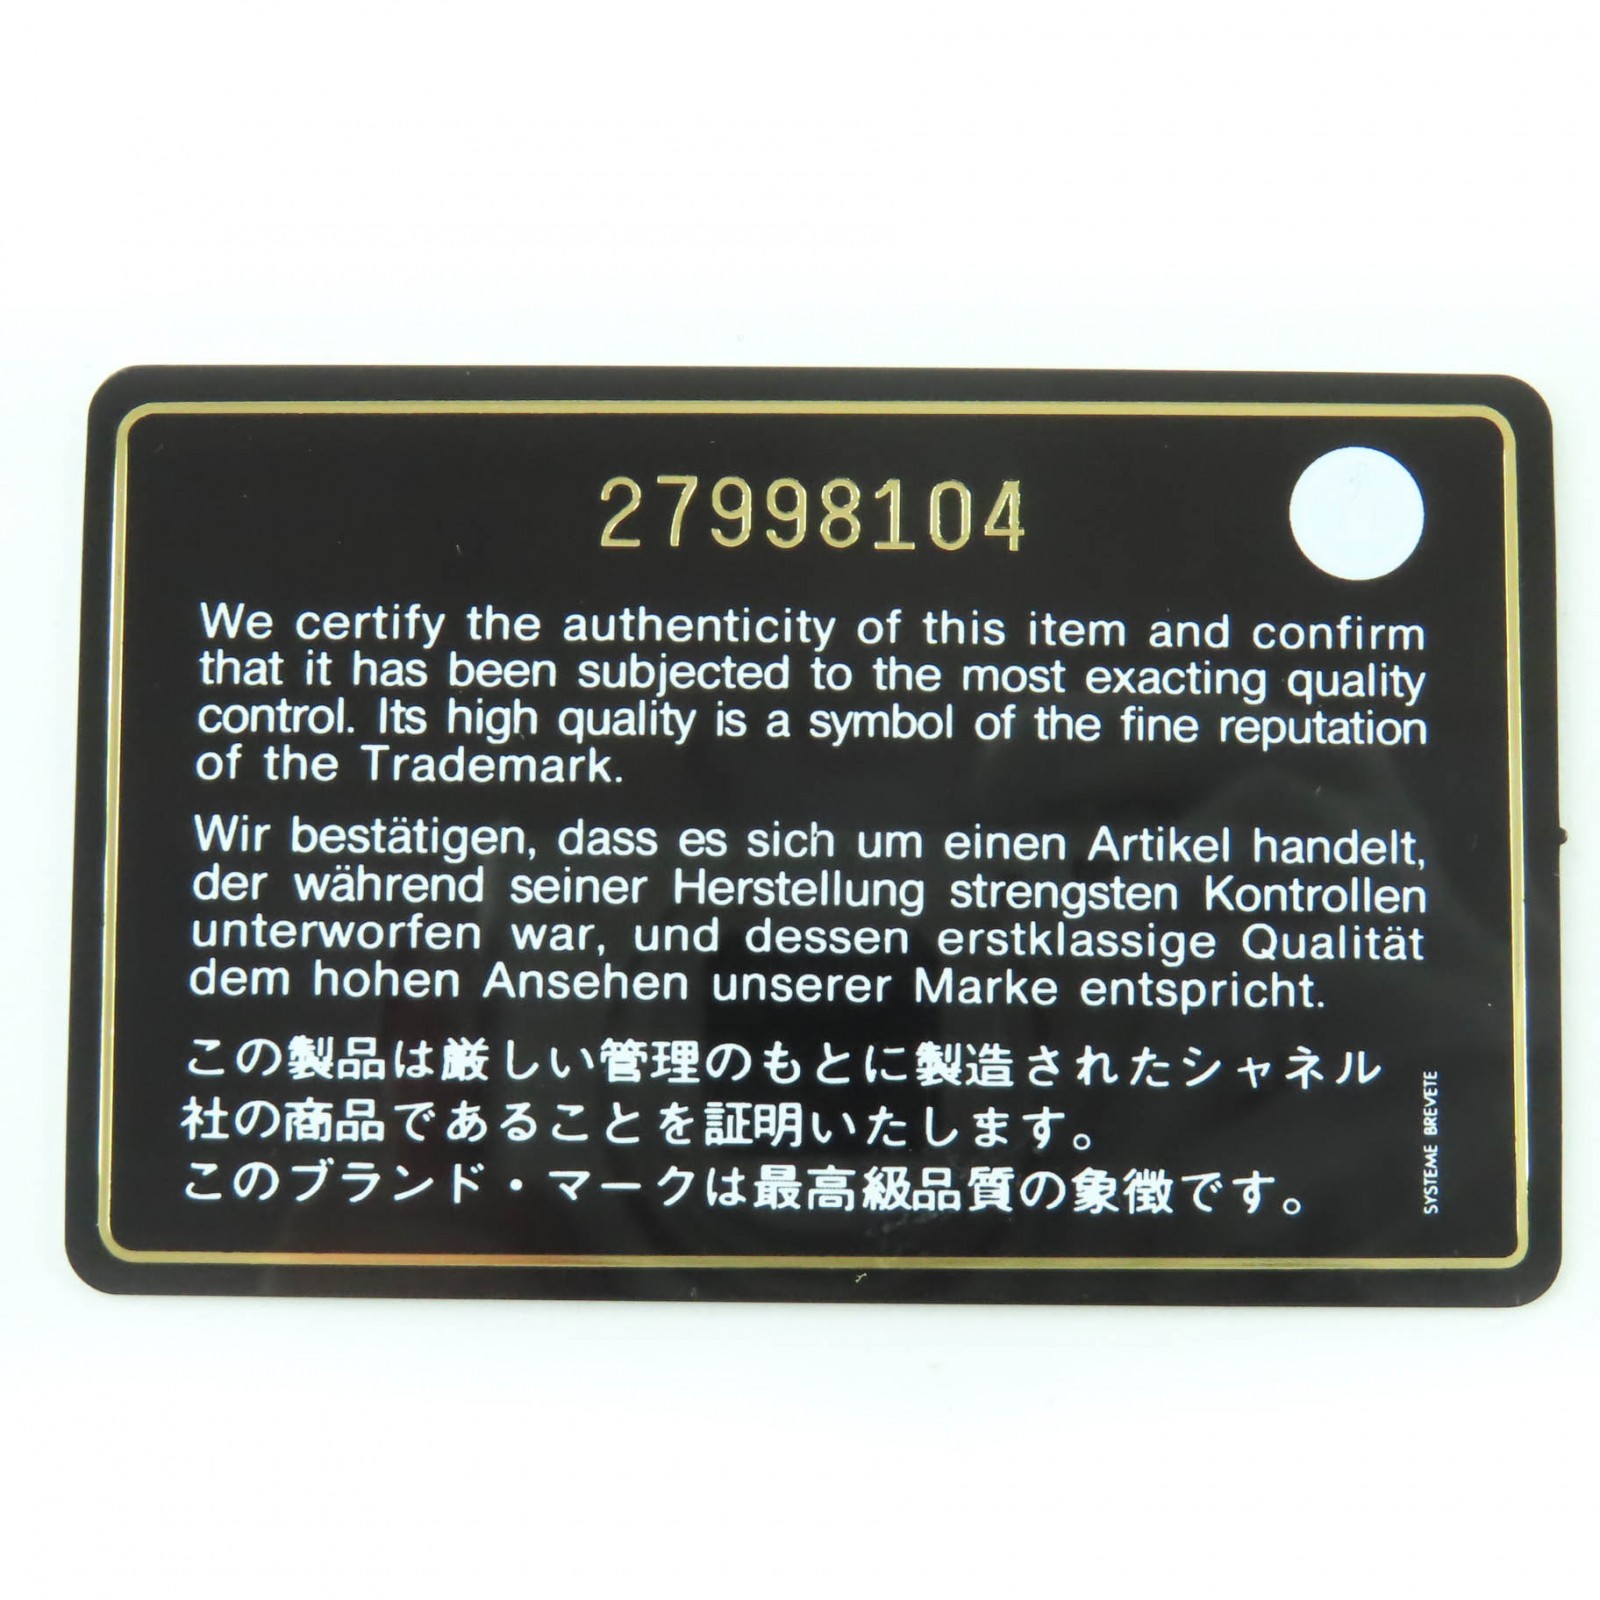 27998104
We certify the authenticity of this item and confirm
that it has been subjected to the most exacting quality
control. Its high quality is a symbol of the fine reputation
of the Trademark.
Wir bestätigen, dass es sich um einen Artikel handelt,
der während seiner Herstellung strengsten Kontrollen
unterworfen war, und dessen erstklassige Qualität
dem hohen Ansehen unserer Marke entspricht.
この製品は厳しい管理のもとに製造されたシャネル
社の商品であることを証明いたします。
このブランド・マークは最高級品質の象徴です。
SYSTEME BREVETE